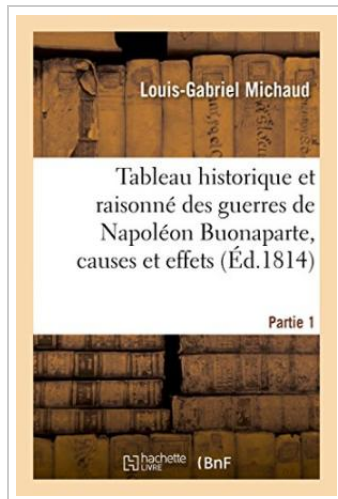 Louis-Gabriel Michaud
Tableau historique et
raisonné des guerres de
Napoléon Buonaparte,
causes et effets (Éd.1814)
Partie 1
hachette
LIVRE
(BnF